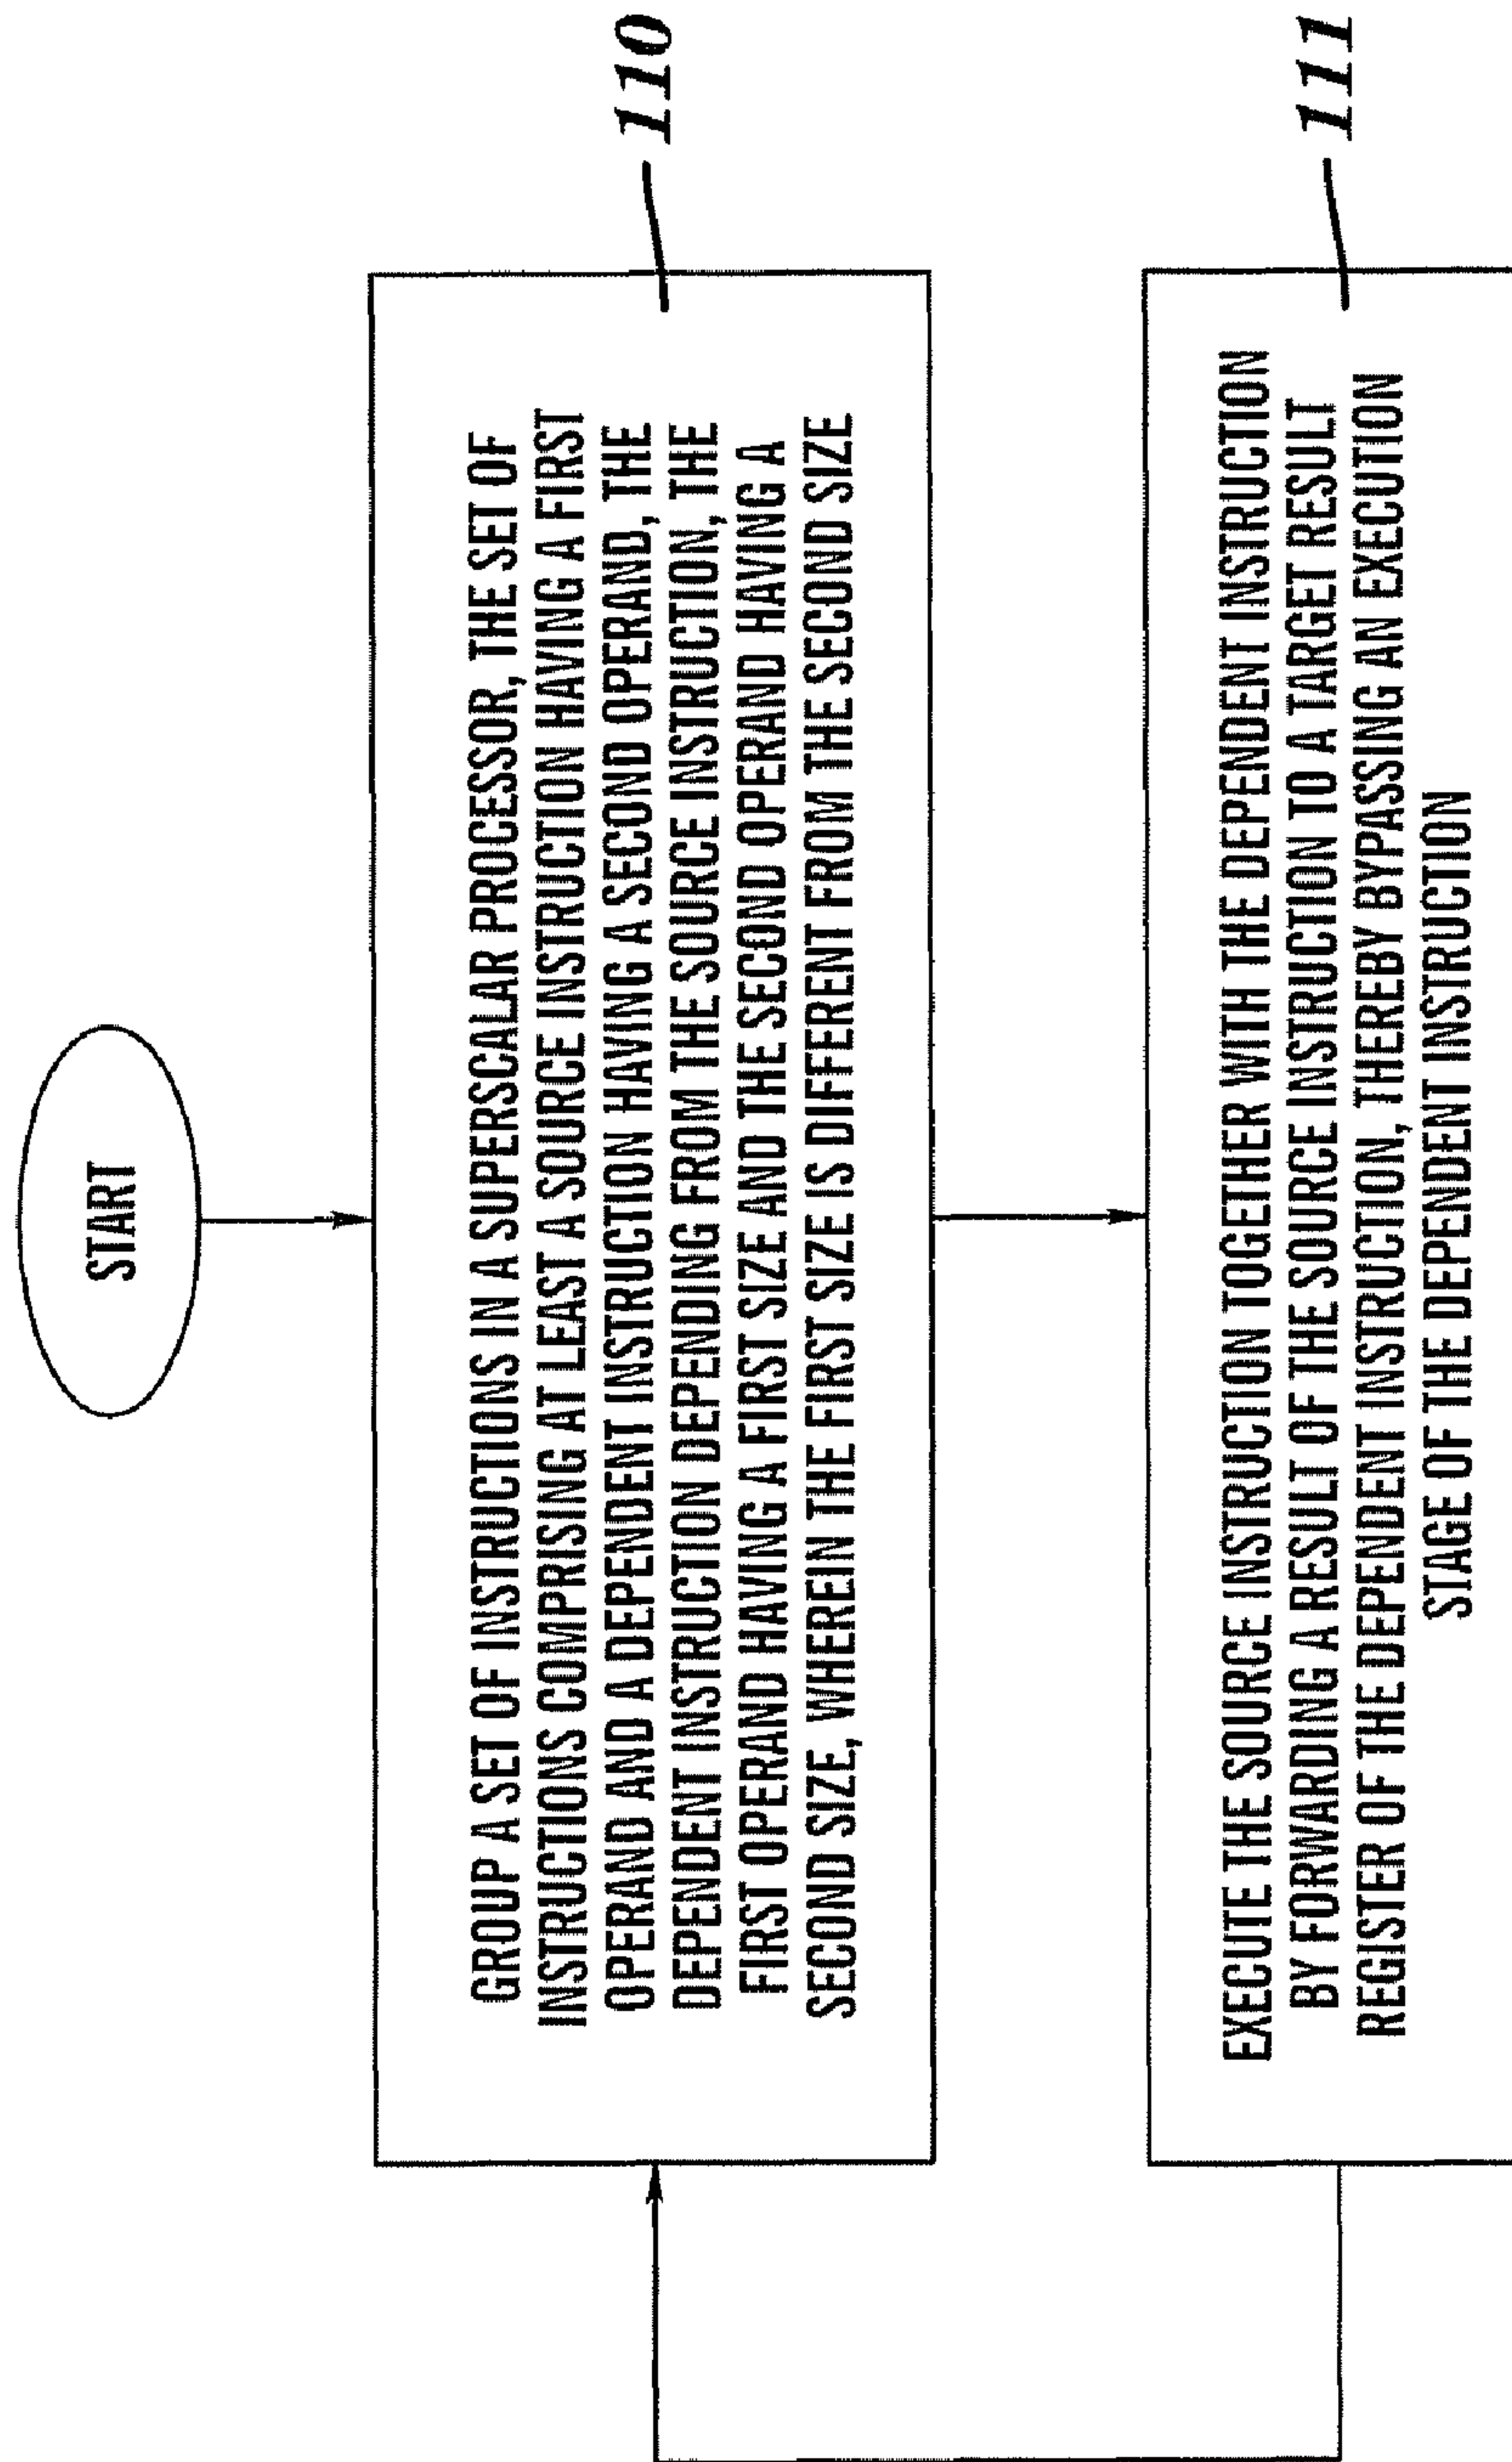 START
GROUP A SET OF INSTRUCTIONS IN A SUPERSCALAR PROCESSOR, THE SET OF
INSTRUCTIONS COMPRISING AT LEAST A SOURCE INSTRUCTION HAVING A FIRST
OPERAND AND A DEPENDENT INSTRUCTION HAVING A SECOND OPERAND, THE
DEPENDENT INSTRUCTION DEPENDING FROM THE SOURCE INSTRUCTION, THE
FIRST OPERAND HAVING A FIRST SIZE AND THE SECOND OPERAND HAVING A
SECOND SIZE, WHEREIN THE FIRST SIZE IS DIFFERENT FROM THE SECOND SIZE
110
EXECUTE THE SOURCE INSTRUCTION TOGETHER WITH THE DEPENDENT INSTRUCTION
BY FORWARDING A RESULT OF THE SOURCE INSTRUCTION TO A TARGET RESULT
REGISTER OF THE DEPENDENT INSTRUCTION, THEREBY BYPASSING AN EXECUTION
STAGE OF THE DEPENDENT INSTRUCTION
111